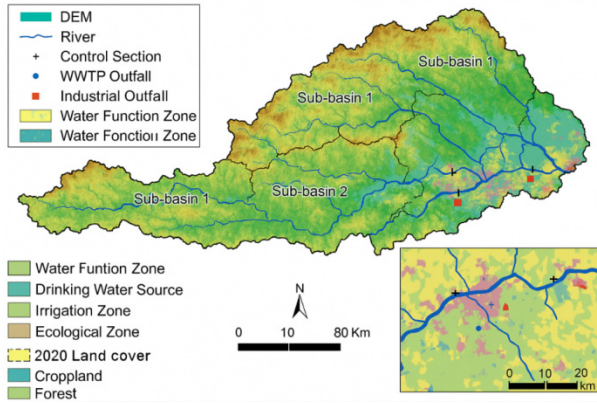 DEM
River
Control Section
WWTP Outfall
Industrial Outfall
Water Function Zone
Water Fonction Zone
Sub-basin 1
Sub-basin 1
Sub-basin 1
Sub-basin 2
Water Funtion Zone
Drinking Water Source
Irrigation Zone
Ecological Zone
2020 Land cover
Croppland
Forest
N
0 10 80 Km
0 10 20
km